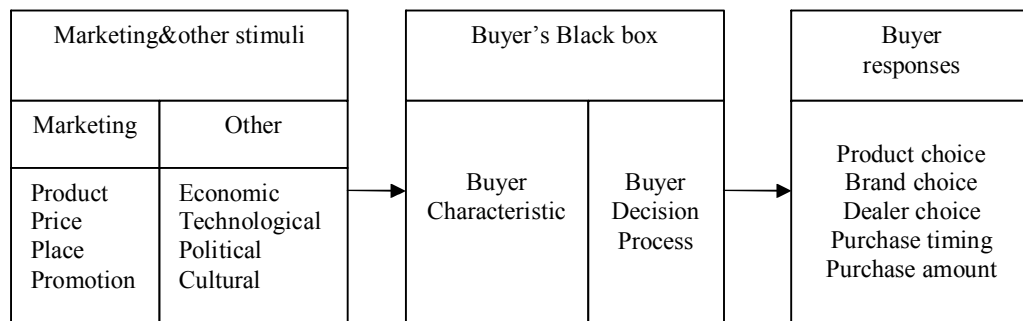 Marketing&other stimuli
Marketing
Other
Product
Price
Place
Promotion
Economic
Technological
Political
Cultural
Buyer’s Black box
Buyer
Characteristic
Buyer
Decision
Process
Buyer
responses
Product choice
Brand choice
Dealer choice
Purchase timing
Purchase amount